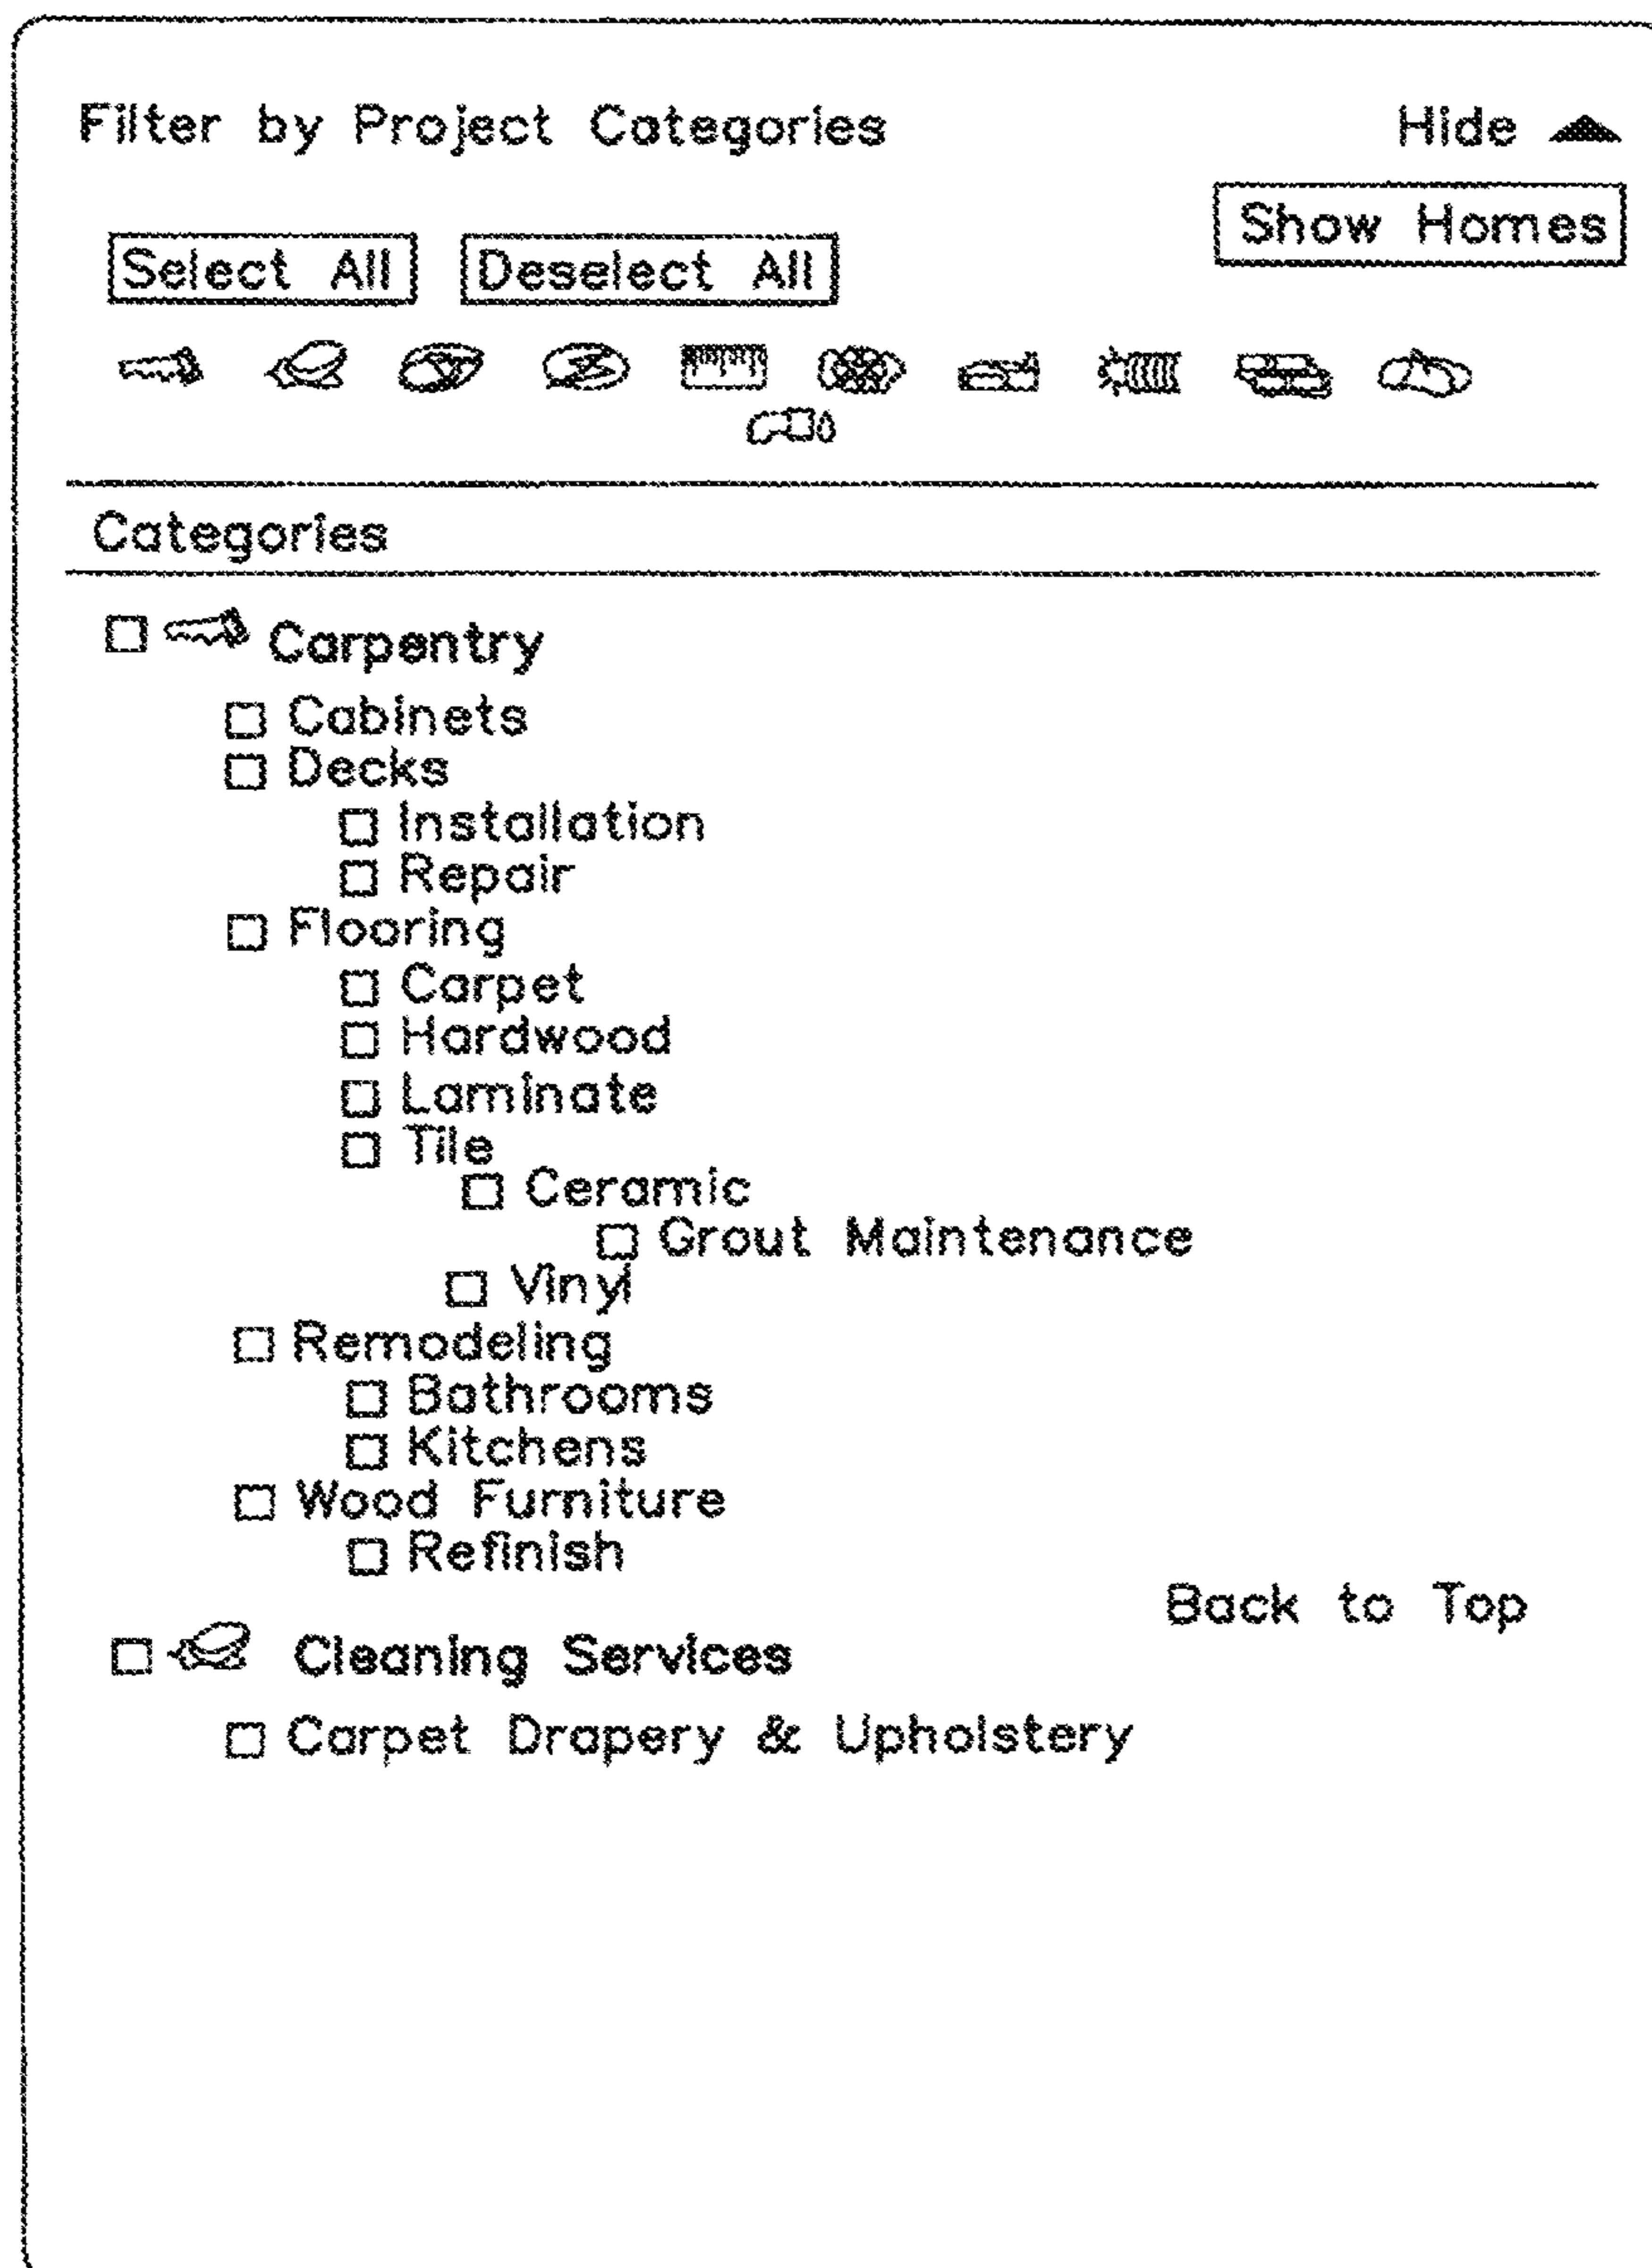 Filter by Project Categories
Hide
Show Homes
Select All Deselect All
Categories
Carpentry
Cabinets
Decks
Installation
Repair
Flooring
Carpet
Hardwood
Laminate
Tile
Ceramic
Grout Maintenance
Vinyl
Remodeling
Bathrooms
Kitchens
Wood Furniture
Refinish
Back to Top
Cleaning Services
Carpet Drapery & Upholstery